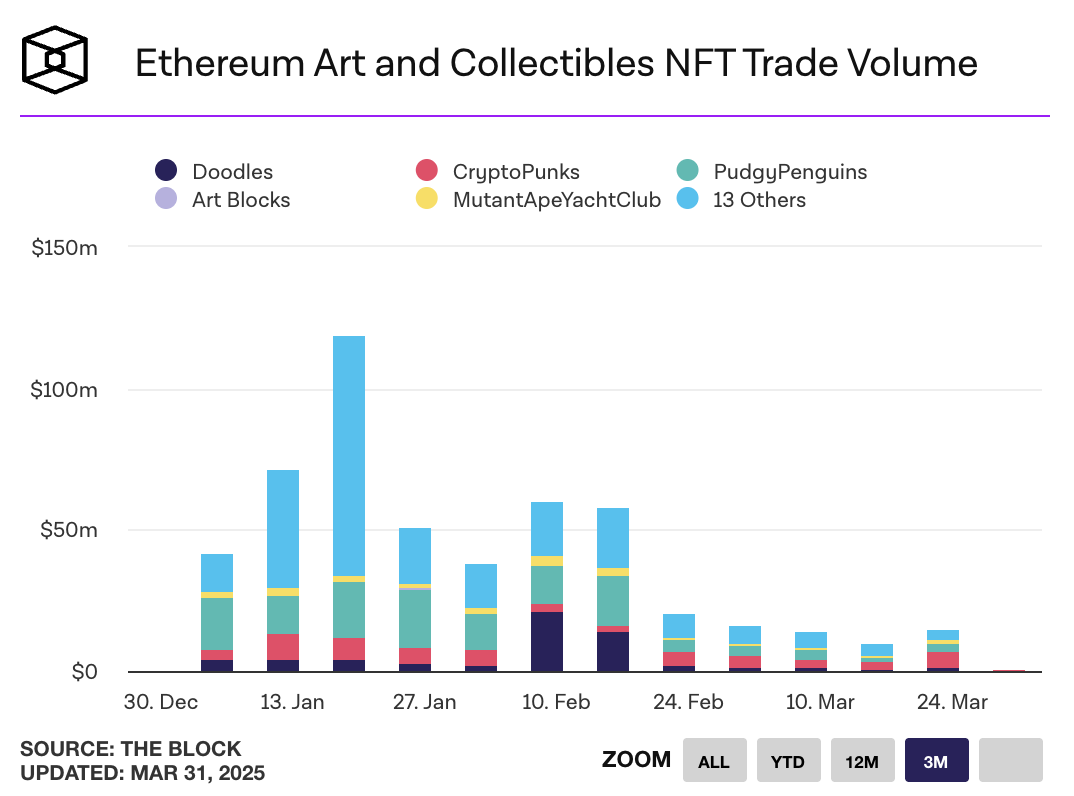 Ethereum Art and Collectibles NFT Trade Volume
Doodles CryptoPunks PudgyPenguins
Art Blocks MutantApeYachtClub 13 Others
$150m
$100m
$50m
$0
30. Dec 13. Jan 27. Jan 10. Feb 24. Feb 10. Mar 24. Mar
SOURCE: THE BLOCK
UPDATED: MAR 31, 2025
ZOOM ALL YTD 12M 3M